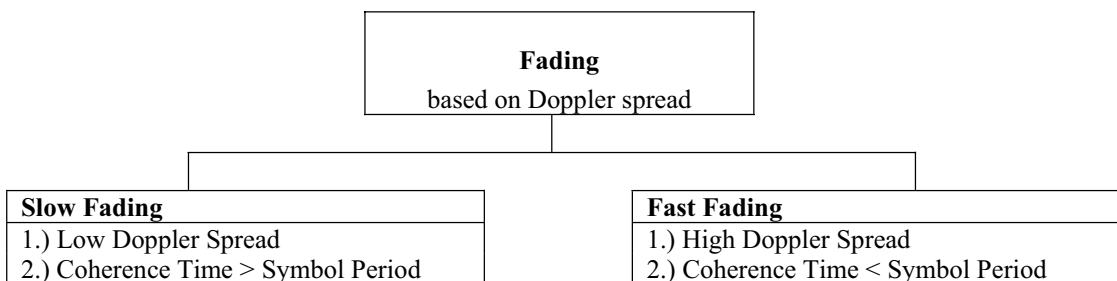 Fading
based on Doppler spread
Slow Fading
1.) Low Doppler Spread
2.) Coherence Time > Symbol Period
Fast Fading
1.) High Doppler Spread
2.) Coherence Time < Symbol Period